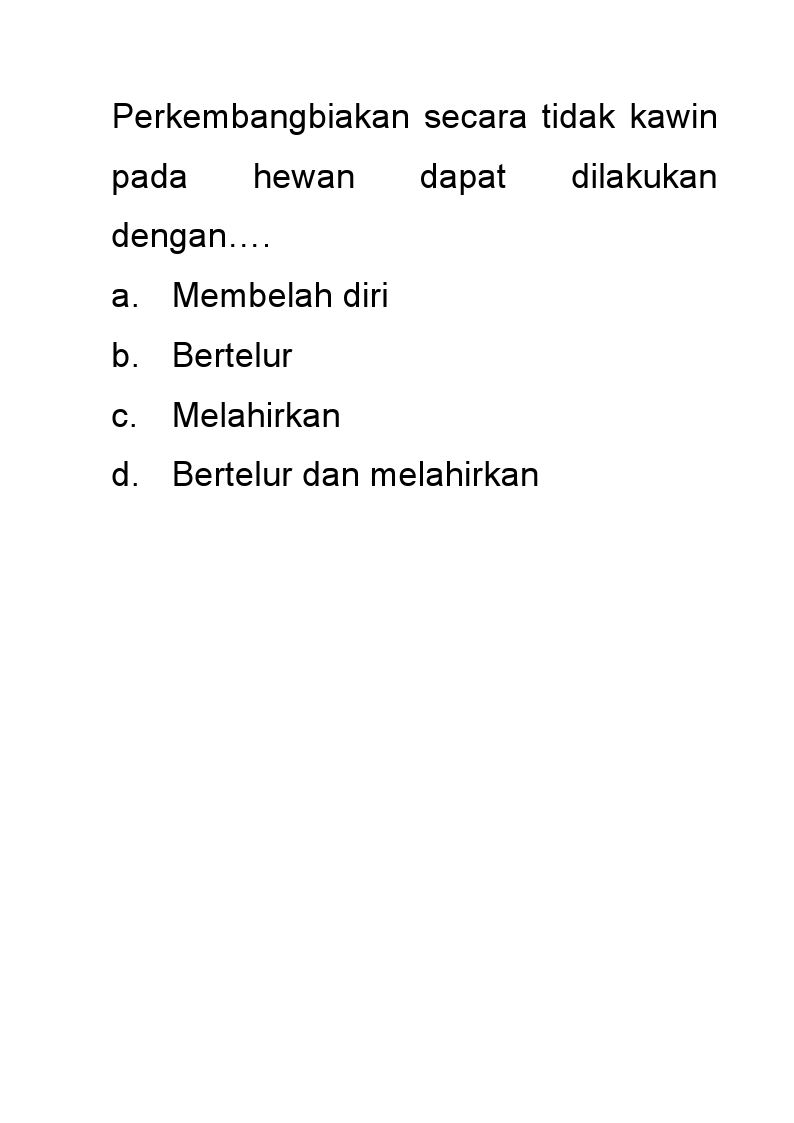 Perkembangbiakan secara tidak kawin
pada hewan dapat dilakukan
dengan….
a. Membelah diri
b. Bertelur
c. Melahirkan
d. Bertelur dan melahirkan